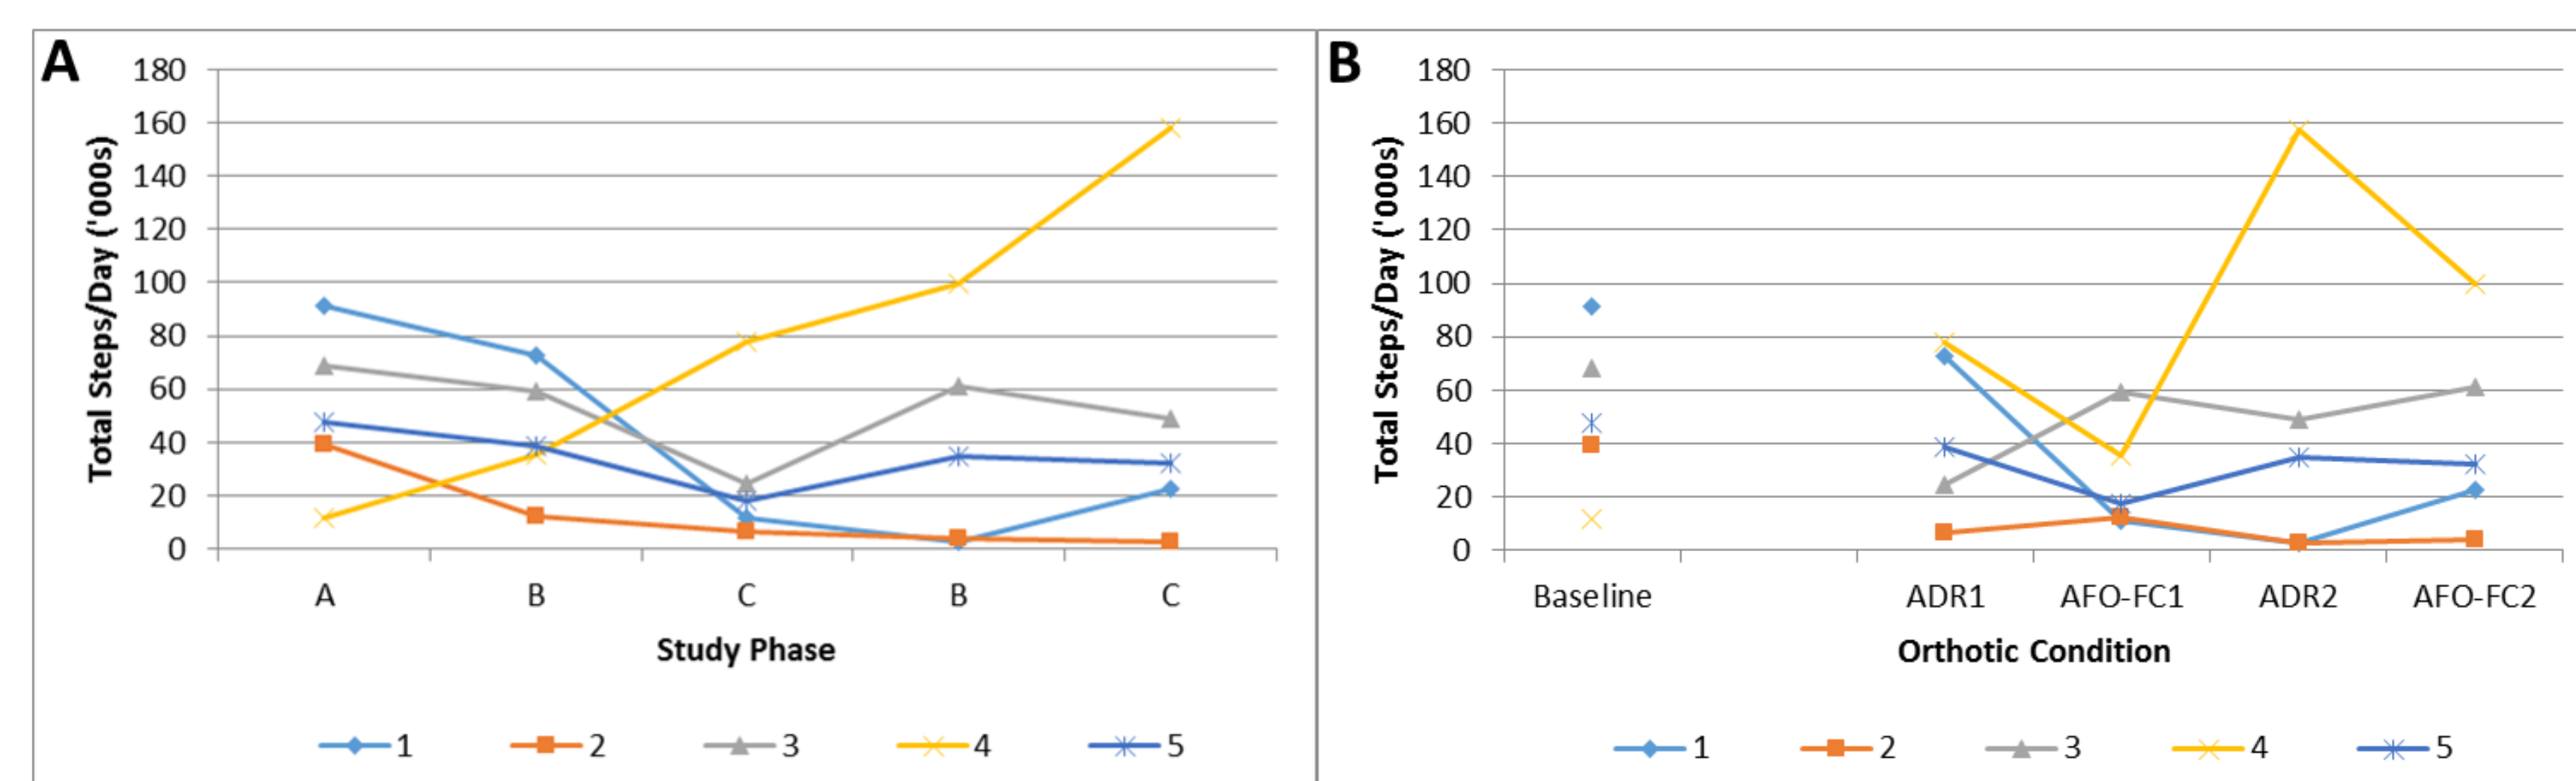 A
180
160
140
120
100
80
60
40
20
0
Total Steps/Day ('000s)
A B C B C
Study Phase
1 2 3 4 5
B
180
160
140
120
100
80
60
40
20
0
Total Steps/Day ('000s)
Baseline ADR1 AFO-FC1 ADR2 AFO-FC2
Orthotic Condition
1 2 3 4 5